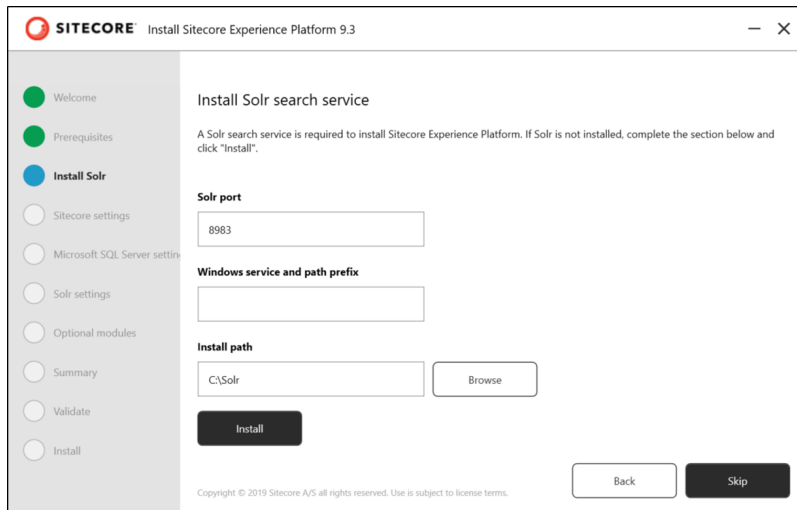 SITECORE Install Sitecore Experience Platform 9.3
Welcome
Prerequisites
Install Solr
Sitecore settings
Microsoft SQL Server settin
Solr settings
Optional modules
Summary
Validate
Install
Install Solr search service
A Solr search service is required to install Sitecore Experience Platform. If Solr is not installed, complete the section below and
click "Install".
Solr port
8983
Windows service and path prefix
Install path
C:\Solr
Browse
Install
Back
Skip
Copyright © 2019 Sitecore A/S all rights reserved. Use is subject to license terms.